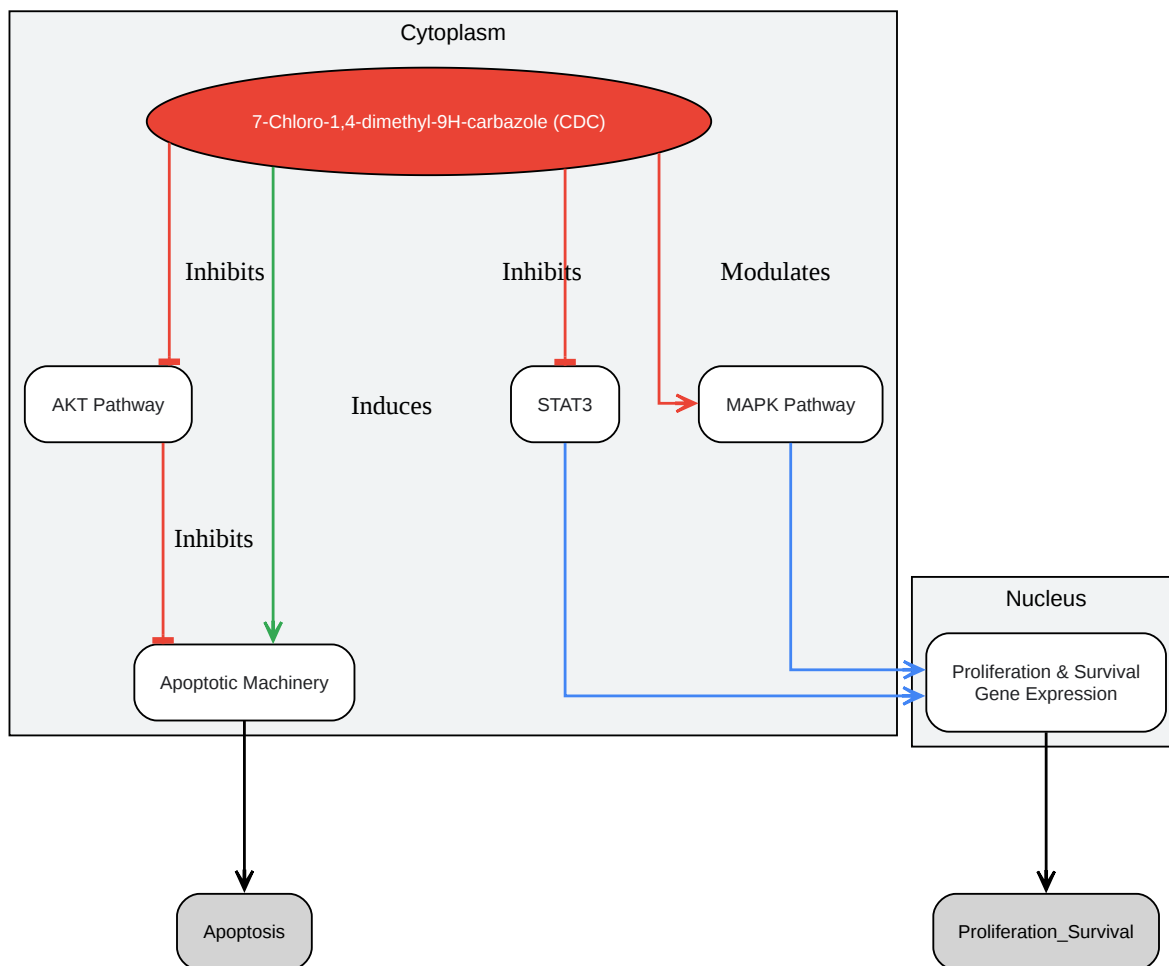 Cytoplasm
7-Chloro-1,4-dimethyl-9H-carbazole (CDC)
Inhibits
Inhibits
Modulates
AKT Pathway
Induces
STAT3
MAPK Pathway
Inhibits
Nucleus
Apoptotic Machinery
Proliferation & Survival
Gene Expression
Apoptosis
Proliferation_Survival